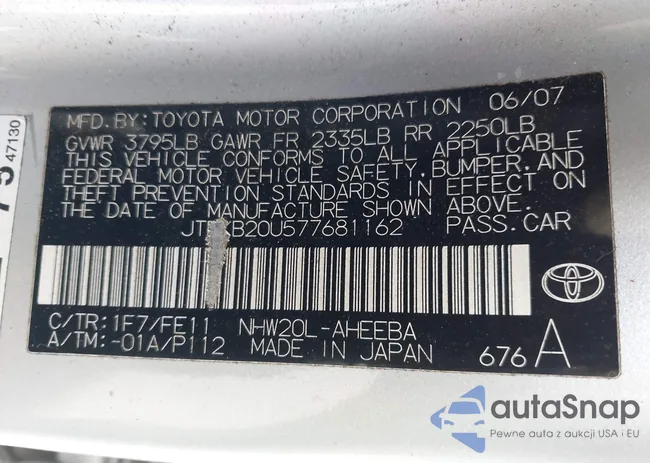 47130
MFD. BY: TOYOTA MOTOR CORPORATION 06/07
GVWR 3795LB GAWR FR 2335LB RR 2250LB
THIS VEHICLE CONFORMS TO ALL APPLICABLE
FEDERAL MOTOR VEHICLE SAFETY, BUMPER, AND
THEFT PREVENTION STANDARDS IN EFFECT ON
THE DATE OF MANUFACTURE SHOWN ABOVE.
B20U577681162 PASS. CAR
C/TR: 1F7/FE11 NHW20L-AHEEBA
A/TM: -01A/P112 MADE IN JAPAN 676 A
autaSnap
Pewne auta z aukcji USA i EU